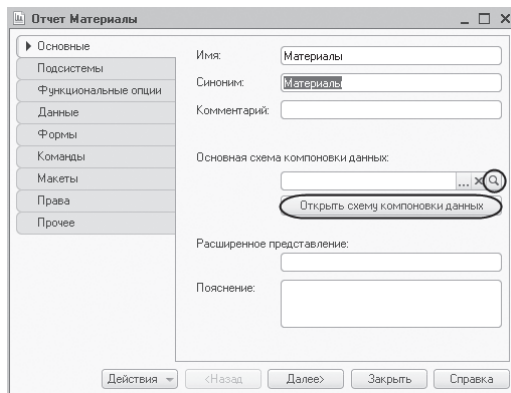 Отчет Материалы
Основные
Подсистемы
Функциональные опции
Данные
Формы
Команды
Макеты
Права
Прочее
Имя: Материалы
Синоним: Материалы
Комментарий:
Основная схема компоновки данных:
...
Открыть схему компоновки данных
Расширенное представление:
Пояснение:
Действия <Назад Далее> Закрыть Справка